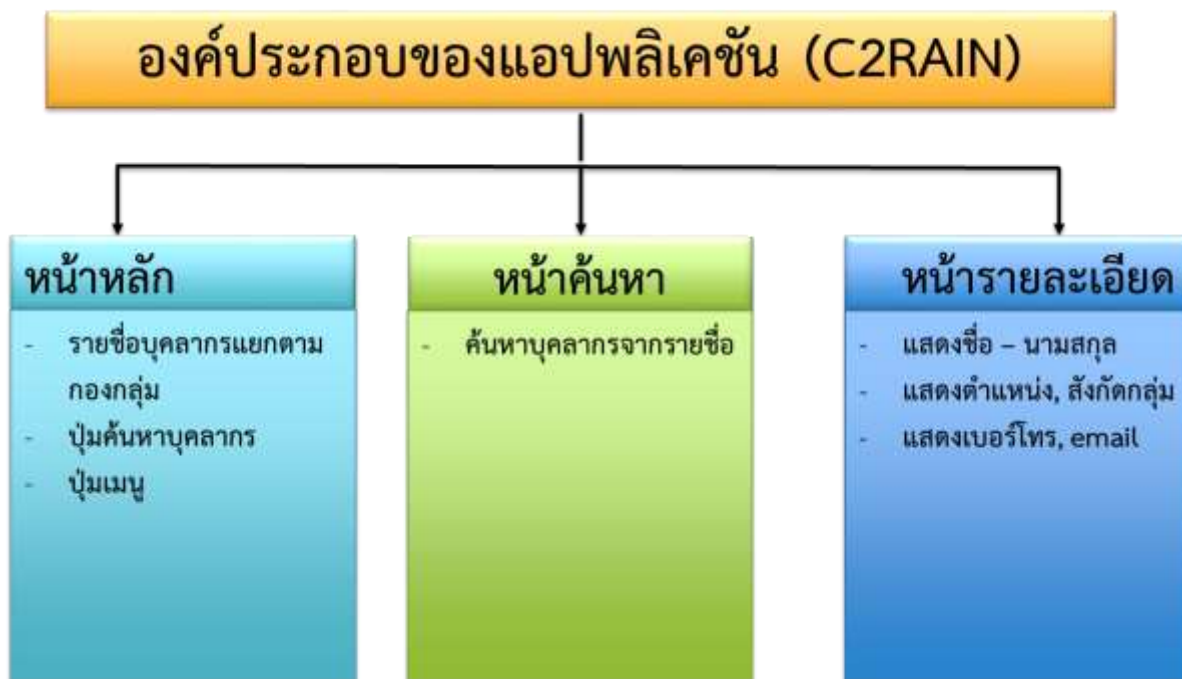 องค์ประกอบของแอปพลิเคชัน (C2RAIN)
หน้าหลัก
- รายชื่อบุคลากรแยกตาม
กองกลุ่ม
- ปุ่มค้นหาบุคลากร
- ปุ่มเมนู
หน้าค้นหา
- ค้นหาบุคลากรจากรายชื่อ
หน้ารายละเอียด
- แสดงชื่อ – นามสกุล
- แสดงตำแหน่ง, สังกัดกลุ่ม
- แสดงเบอร์โทร, email